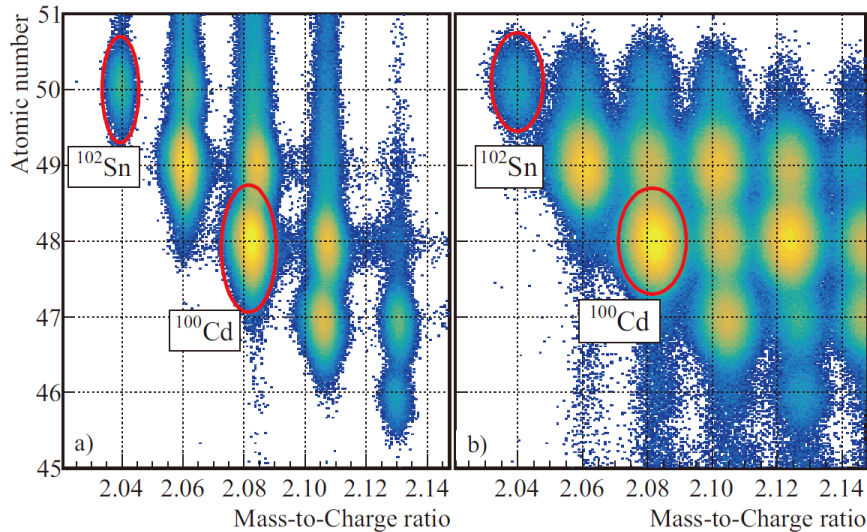 Atomic number
51
50
49
48
47
46
45
¹⁰²Sn
¹⁰⁰Cd
a)
2.04 2.06 2.08 2.10 2.12 2.14
Mass-to-Charge ratio
¹⁰²Sn
¹⁰⁰Cd
b)
2.04 2.06 2.08 2.10 2.12 2.14
Mass-to-Charge ratio